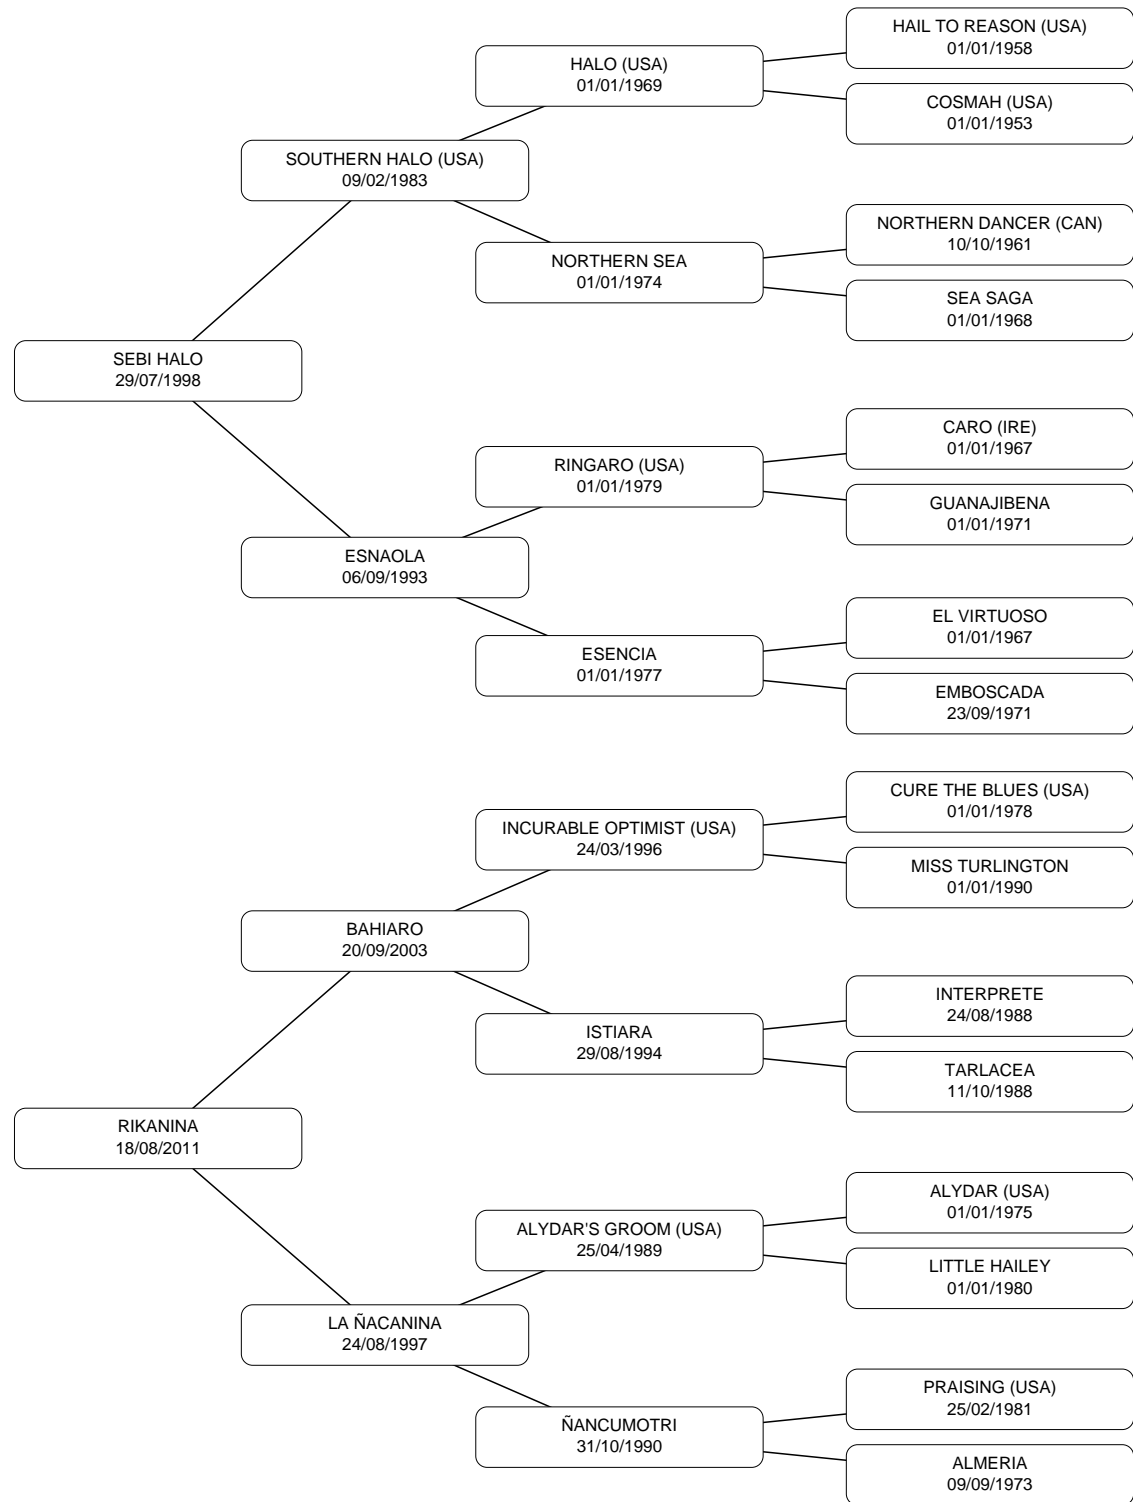 HAIL TO REASON (USA)
01/01/1958
HALO (USA)
01/01/1969
COSMAH (USA)
01/01/1953
SOUTHERN HALO (USA)
09/02/1983
NORTHERN DANCER (CAN)
10/10/1961
NORTHERN SEA
01/01/1974
SEA SAGA
01/01/1968
SEBI HALO
29/07/1998
CARO (IRE)
01/01/1967
RINGARO (USA)
01/01/1979
GUANAJIBENA
01/01/1971
ESNAOLA
06/09/1993
EL VIRTUOSO
01/01/1967
ESENCIA
01/01/1977
EMBOSCADA
23/09/1971
CURE THE BLUES (USA)
01/01/1978
INCURABLE OPTIMIST (USA)
24/03/1996
MISS TURLINGTON
01/01/1990
BAHIARO
20/09/2003
INTERPRETE
24/08/1988
ISTIARA
29/08/1994
TARLACEA
11/10/1988
RIKANINA
18/08/2011
ALYDAR (USA)
01/01/1975
ALYDAR'S GROOM (USA)
25/04/1989
LITTLE HAILEY
01/01/1980
LA ÑACANINA
24/08/1997
PRAISING (USA)
25/02/1981
ÑANCUMOTRI
31/10/1990
ALMERIA
09/09/1973